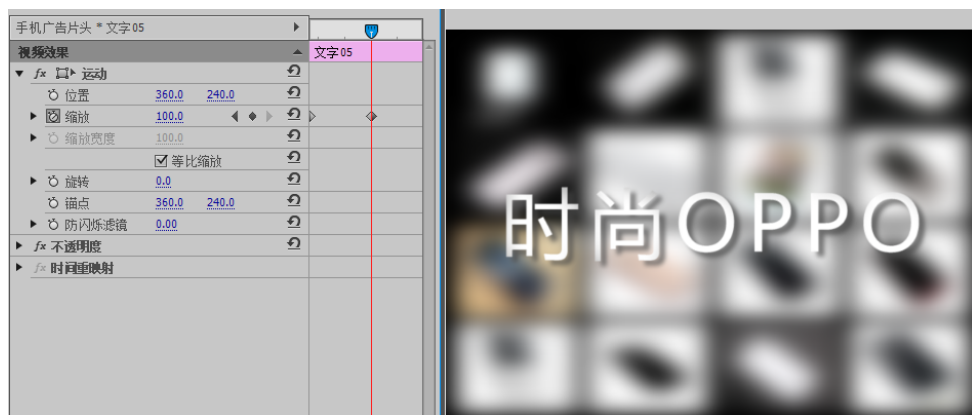 手机广告片头 * 文字05
视频效果
文字05
fx 运动
位置 360.0 240.0
缩放 100.0
缩放宽度 100.0
等比缩放
旋转 0.0
锚点 360.0 240.0
防闪烁滤镜 0.00
fx 不透明度
fx 时间重映射
时尚OPPO